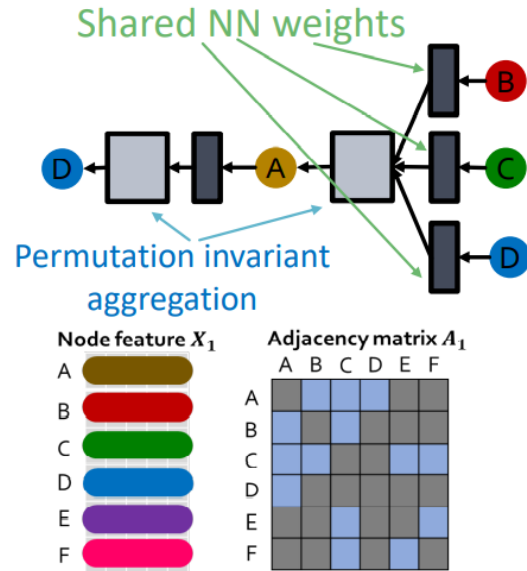 Shared NN weights
B
D
A
C
D
Permutation invariant
aggregation
Node feature X₁
Adjacency matrix A₁
A B C D E F
A
B
C
D
E
F
A
B
C
D
E
F